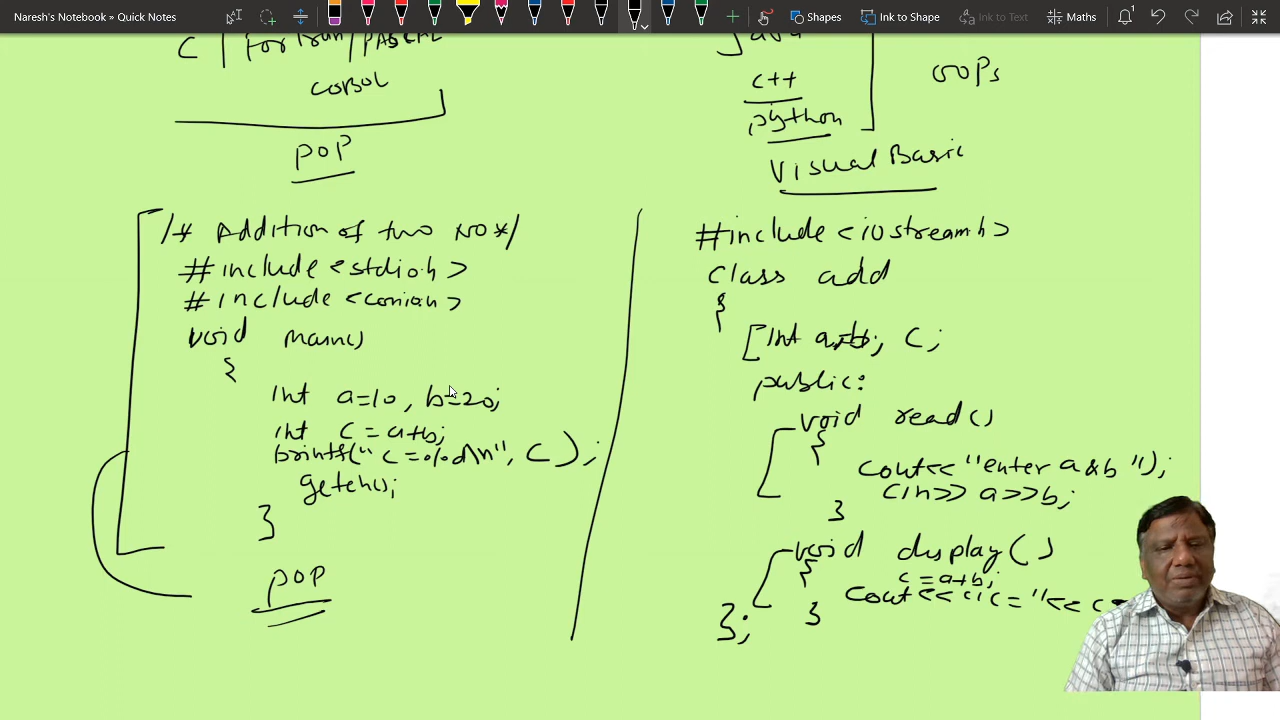 Naresh's Notebook » Quick Notes
Shapes
Ink to Shape
Ink to Text
Maths
C | Fortran | PASCAL
COBOL
POP
Java
C++
Python
Visual Basic
OOPs
/* Addition of two NO */
#include <stdio.h>
#include <conio.h>
void main()
{
int a=10, b=20;
int c = a+b;
printf("c=%d\n", c);
getch();
}
POP
#include <iostream.h>
class add
{
[int a,b, c;
public:
void read()
{
cout<< "enter a & b ");
cin>> a>>b;
}
void display()
{
c=a+b;
cout<< "c="<< c
}
};